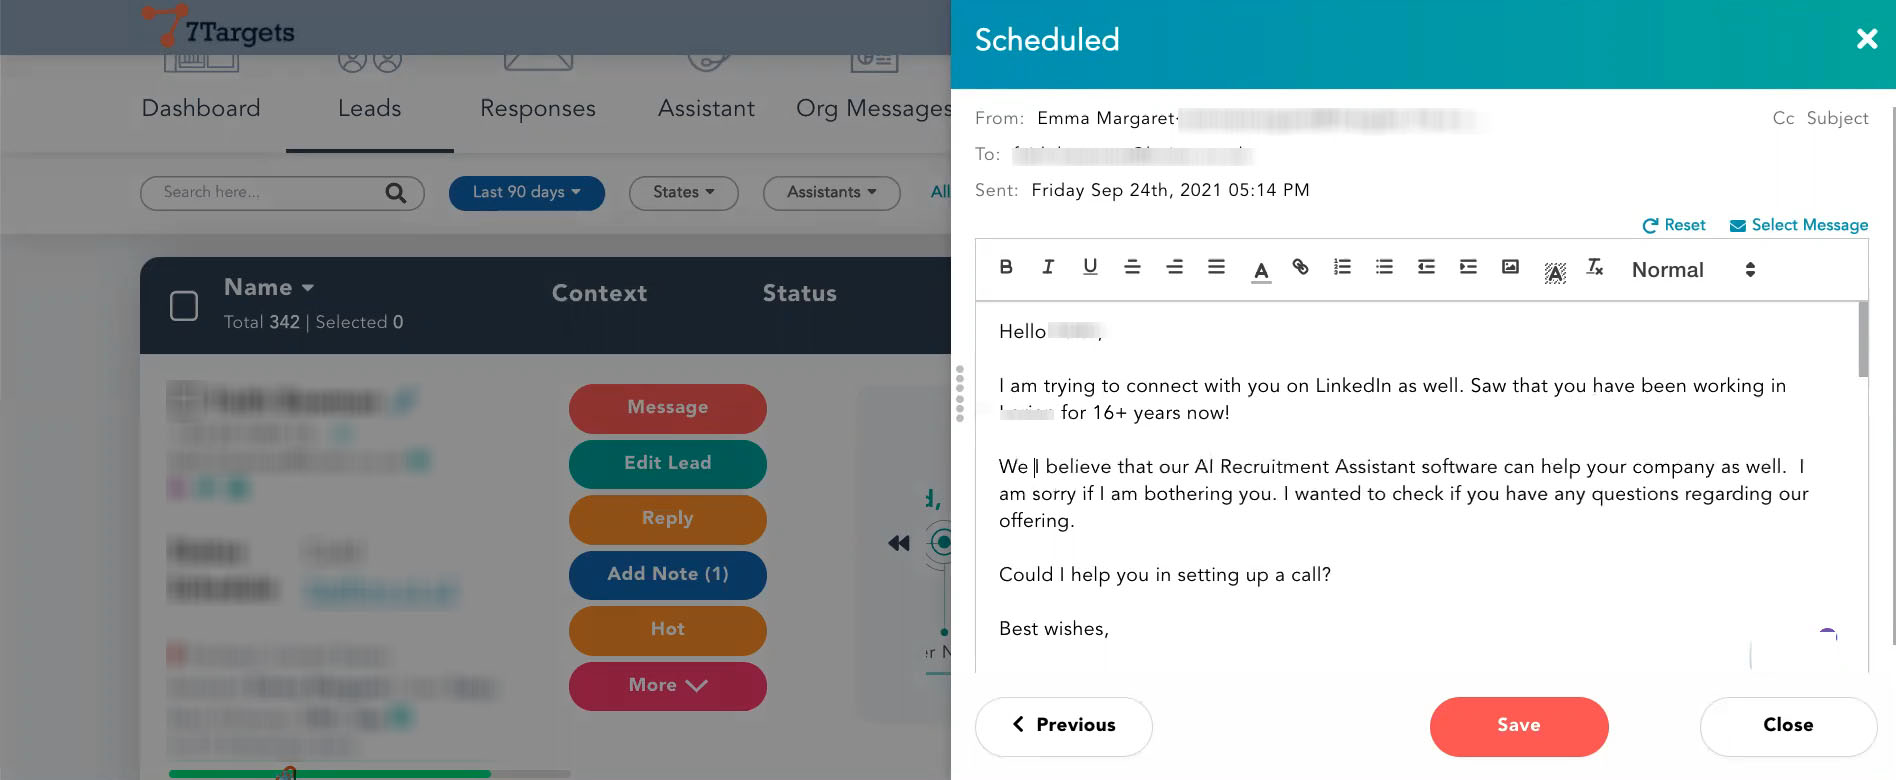 7Targets
Dashboard
Leads
Responses
Assistant
Org Messages
Search here...
Last 90 days
States
Assistants
All
Name
Total 342 | Selected 0
Context
Status
Message
Edit Lead
Reply
Add Note (1)
Hot
More
d,
er N
Scheduled
From: Emma Margaret
Cc Subject
To:
Sent: Friday Sep 24th, 2021 05:14 PM
Reset
Select Message
B I U
A
A
Normal
Hello ,
I am trying to connect with you on LinkedIn as well. Saw that you have been working in
for 16+ years now!
We I believe that our AI Recruitment Assistant software can help your company as well. I
am sorry if I am bothering you. I wanted to check if you have any questions regarding our
offering.
Could I help you in setting up a call?
Best wishes,
Previous
Save
Close